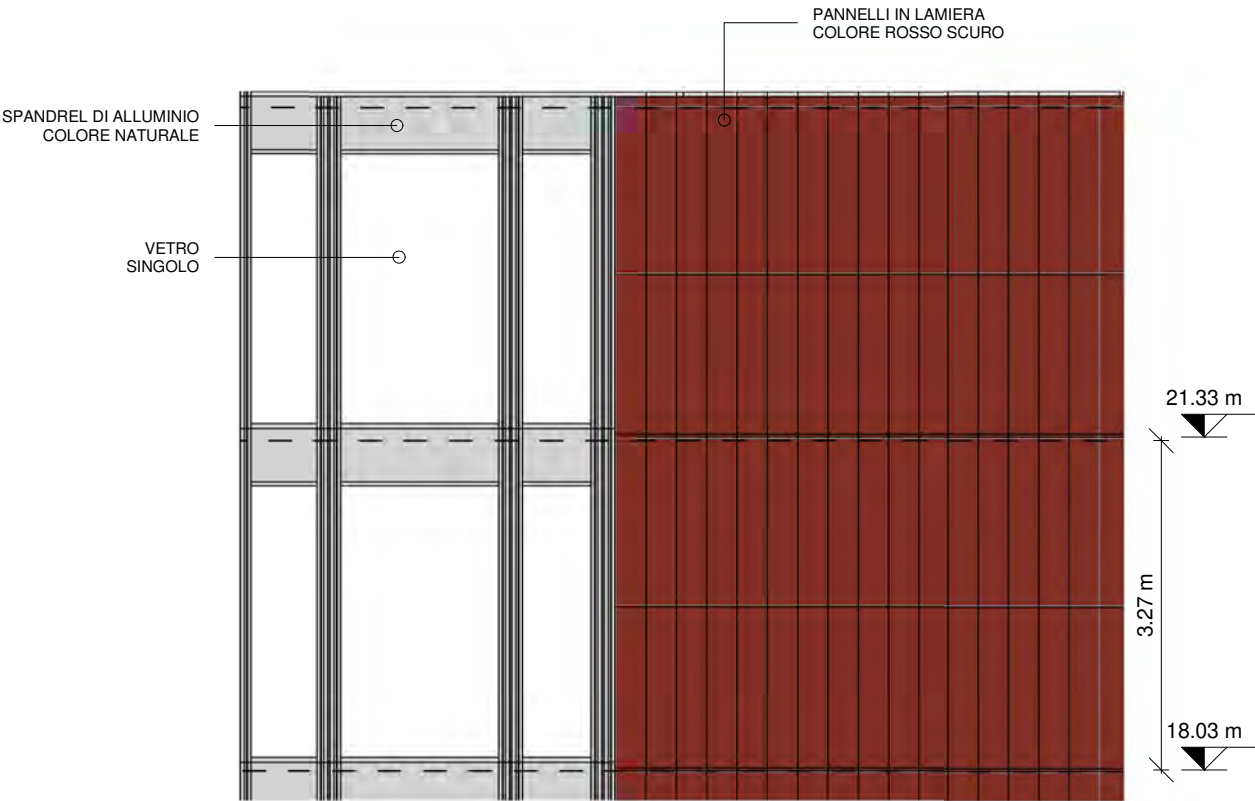 PANNELLI IN LAMIERA
COLORE ROSSO SCURO
SPANDREL DI ALLUMINIO
COLORE NATURALE
VETRO
SINGOLO
21.33 m
3.27 m
18.03 m